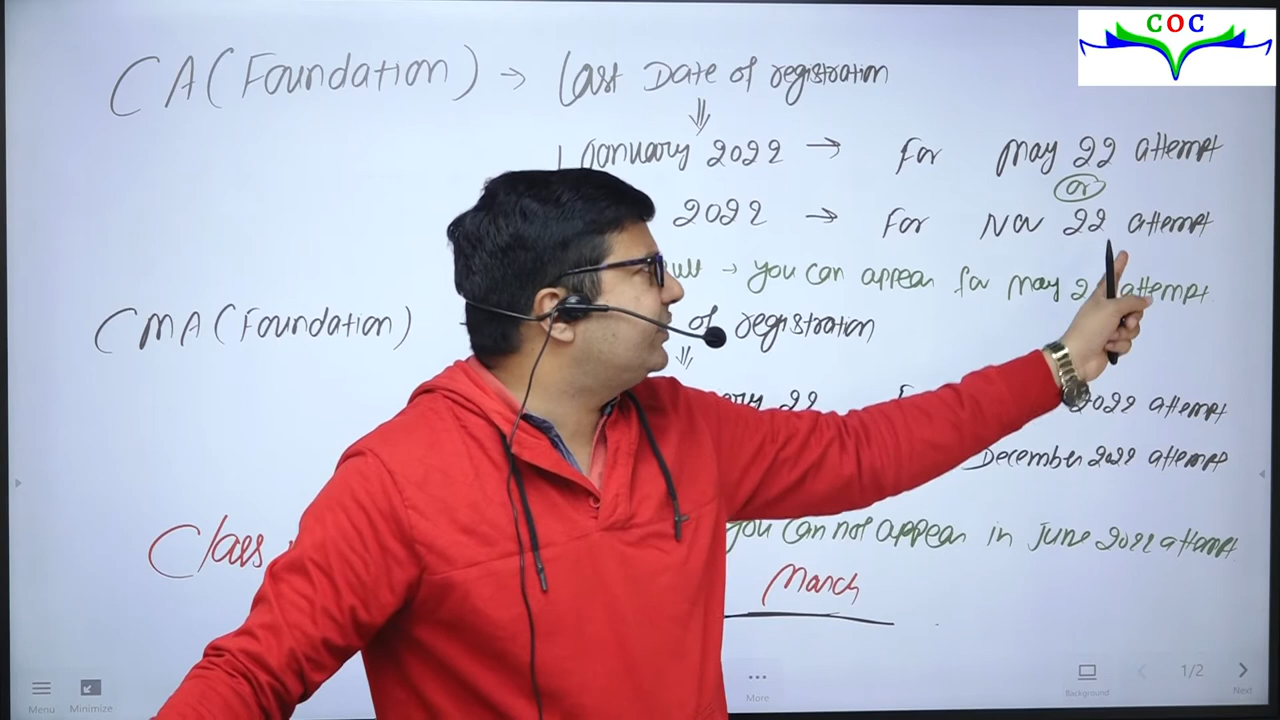 COC
CA (Foundation) → Last Date of registration
1 January 2022 → For May 22 attempt
or
2022 → For Nov 22 attempt
→ you can appear for May 2 attempt.
CMA (Foundation) of registration
22 2022 attempt
December 2022 attempt
Class you can not appear in June 2022 attempt
March
Menu
Minimize
More
Background
1/2
Next